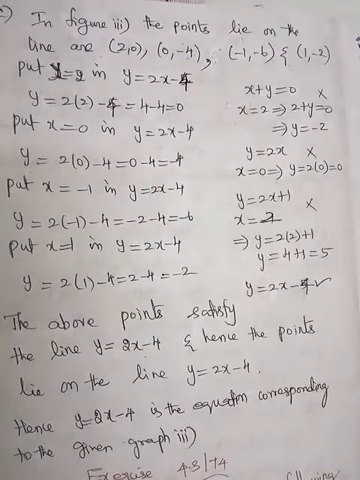 In figure iii) the points lie on the
line are (2,0), (0,-4), (-1,-6) & (1,-2)
put x=2 in y=2x-4
y=2(2)-4=4-4=0
put x=0 in y=2x-4
y=2(0)-4=0-4=-4
put x=-1 in y=2x-4
y=2(-1)-4=-2-4=-6
put x=1 in y=2x-4
y=2(1)-4=2-4=-2
x+y=0 ×
x=2⇒2+y=0
⇒y=-2
y=2x ×
x=0⇒y=2(0)=0
y=2x+1 ×
x=2
⇒y=2(2)+1
y=4+1=5
y=2x-4✓
The above points satisfy
the line y=2x-4 & hence the points
lie on the line y=2x-4.
Hence y=2x-4 is the equation corresponding
to the given graph iii)
Exercise 4.3/74